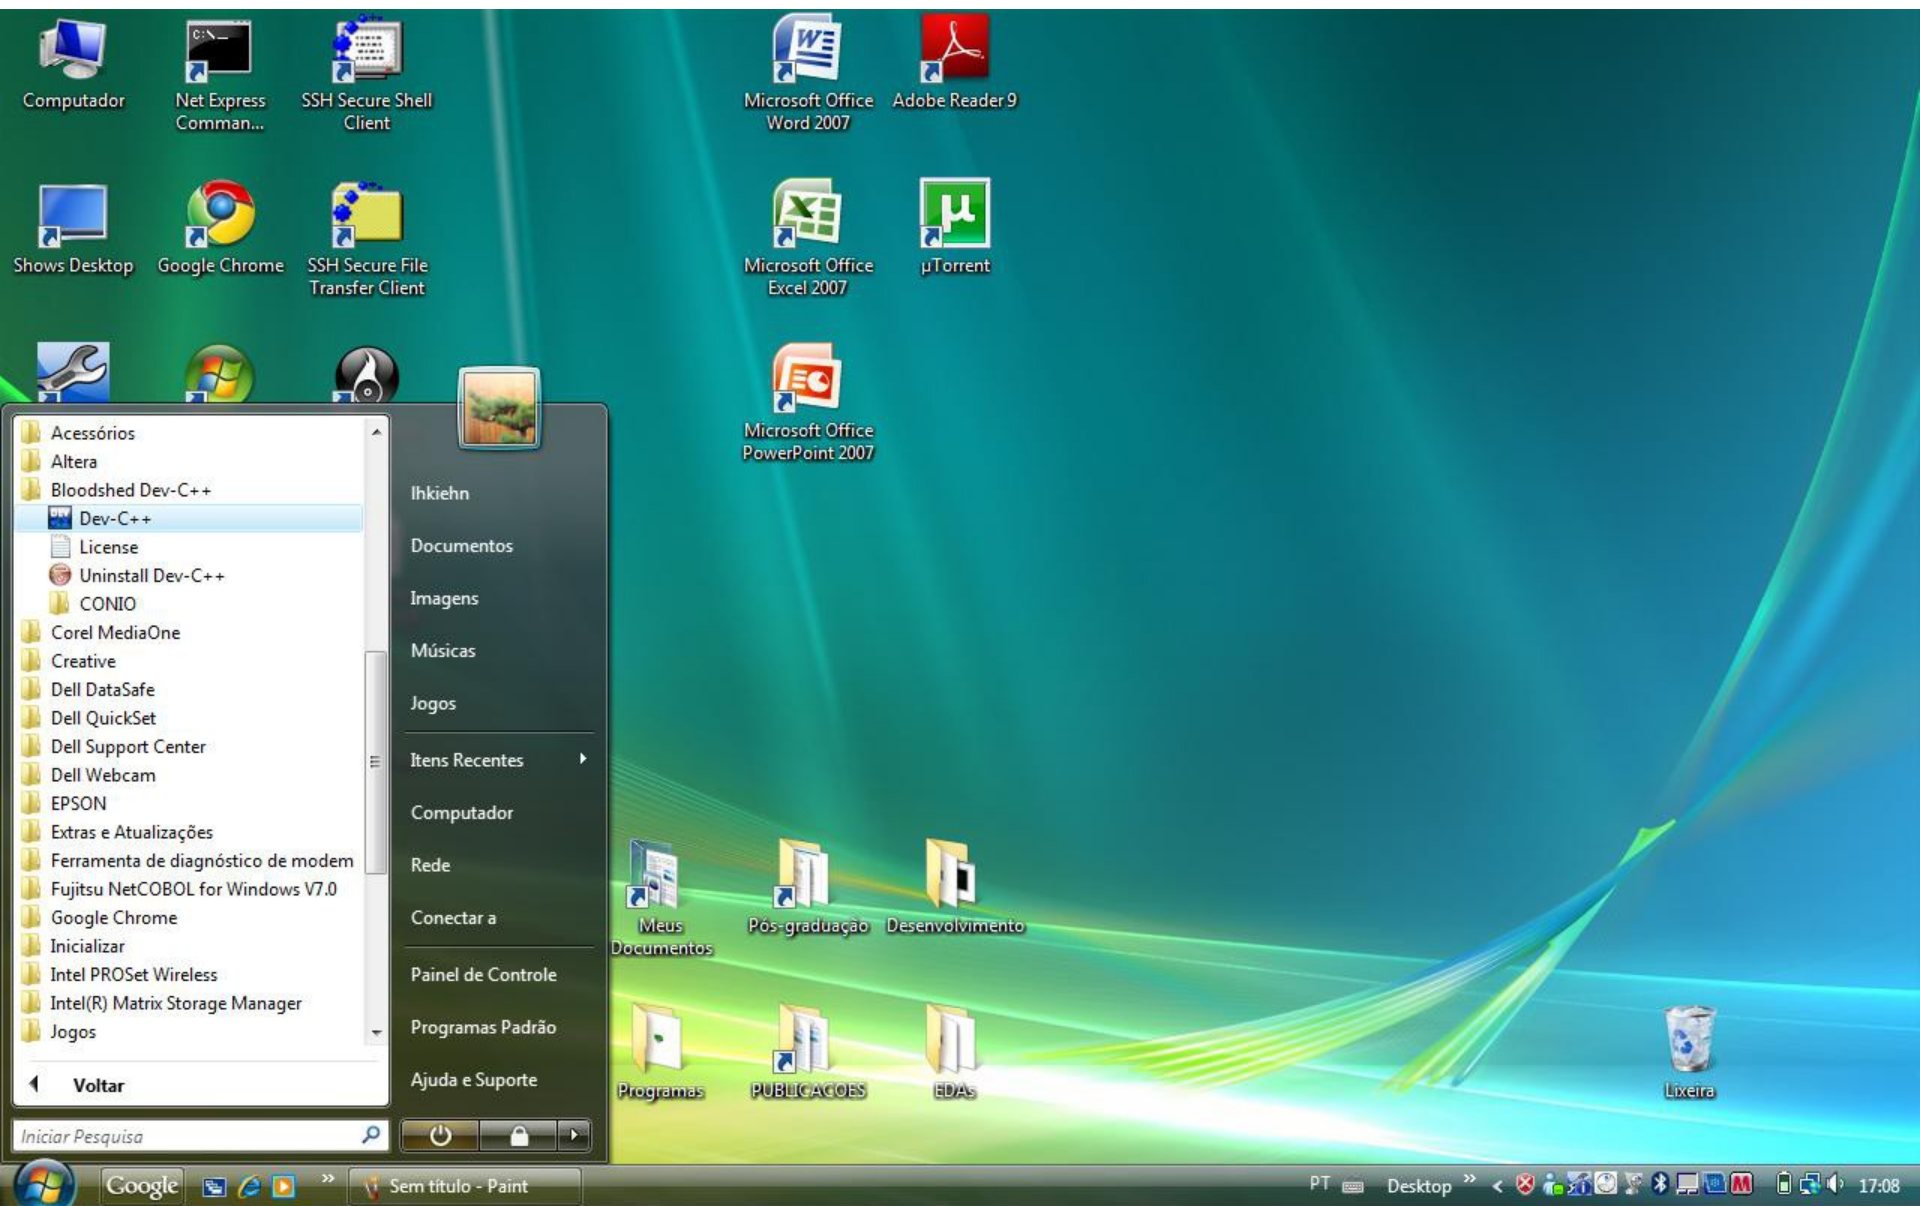 Computador
Net Express
Comman...
SSH Secure Shell
Client
Microsoft Office
Word 2007
Adobe Reader 9
Shows Desktop
Google Chrome
SSH Secure File
Transfer Client
Microsoft Office
Excel 2007
µTorrent
Microsoft Office
PowerPoint 2007
Acessórios
Altera
Bloodshed Dev-C++
Dev-C++
License
Uninstall Dev-C++
CONIO
Corel MediaOne
Creative
Dell DataSafe
Dell QuickSet
Dell Support Center
Dell Webcam
EPSON
Extras e Atualizações
Ferramenta de diagnóstico de modem
Fujitsu NetCOBOL for Windows V7.0
Google Chrome
Inicializar
Intel PROSet Wireless
Intel(R) Matrix Storage Manager
Jogos
Voltar
Iniciar Pesquisa
lhkiehn
Documentos
Imagens
Músicas
Jogos
Itens Recentes
Computador
Rede
Conectar a
Painel de Controle
Programas Padrão
Ajuda e Suporte
Meus
Documentos
Pós-graduação
Desenvolvimento
Programas
PUBLICACOES
EDAs
Lixeira
Google
Sem título - Paint
PT
Desktop
17:08